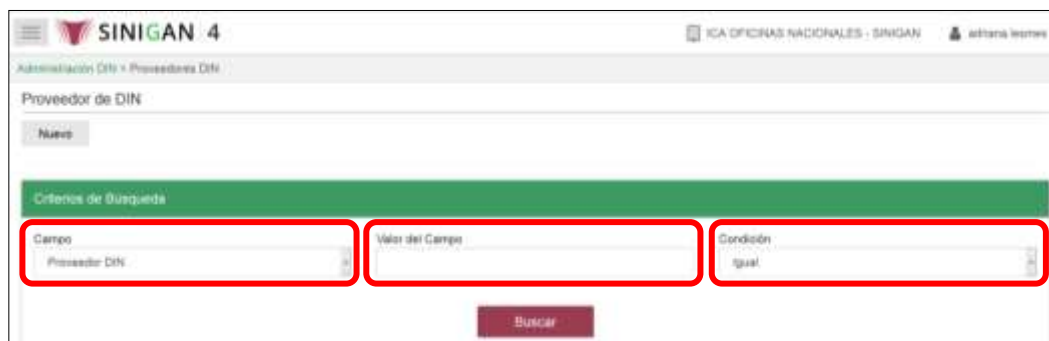 SINIGAN 4
ICA OFICINAS NACIONALES - SINIGAN
adriana.leomes
Administración DIN > Proveedores DIN
Proveedor de DIN
Nuevo
Criterios de Búsqueda
Campo
Valor del Campo
Condición
Proveedor DIN
Igual
Buscar